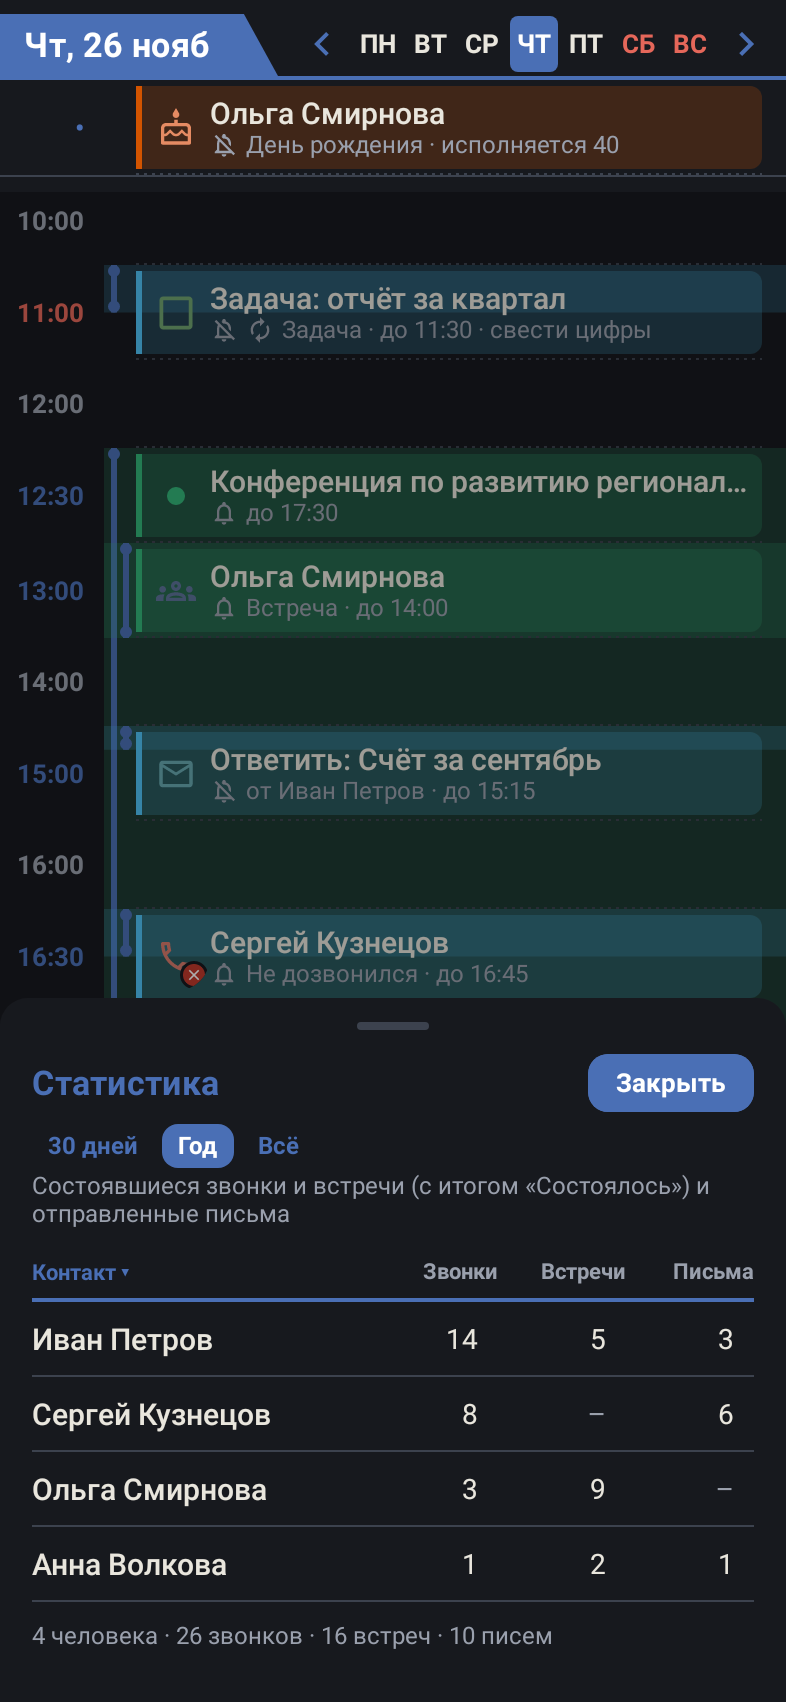 Чт, 26 нояб
ПН ВТ СР ЧТ ПТ СБ ВС
Ольга Смирнова
День рождения · исполняется 40
10:00
11:00
Задача: отчёт за квартал
Задача · до 11:30 · свести цифры
12:00
12:30
Конференция по развитию регионал…
до 17:30
13:00
Ольга Смирнова
Встреча · до 14:00
14:00
15:00
Ответить: Счёт за сентябрь
от Иван Петров · до 15:15
16:00
16:30
Сергей Кузнецов
Не дозвонился · до 16:45
Статистика
Закрыть
30 дней Год Всё
Состоявшиеся звонки и встречи (с итогом «Состоялось») и
отправленные письма
Контакт ▾ Звонки Встречи Письма
Иван Петров 14 5 3
Сергей Кузнецов 8 – 6
Ольга Смирнова 3 9 –
Анна Волкова 1 2 1
4 человека · 26 звонков · 16 встреч · 10 писем